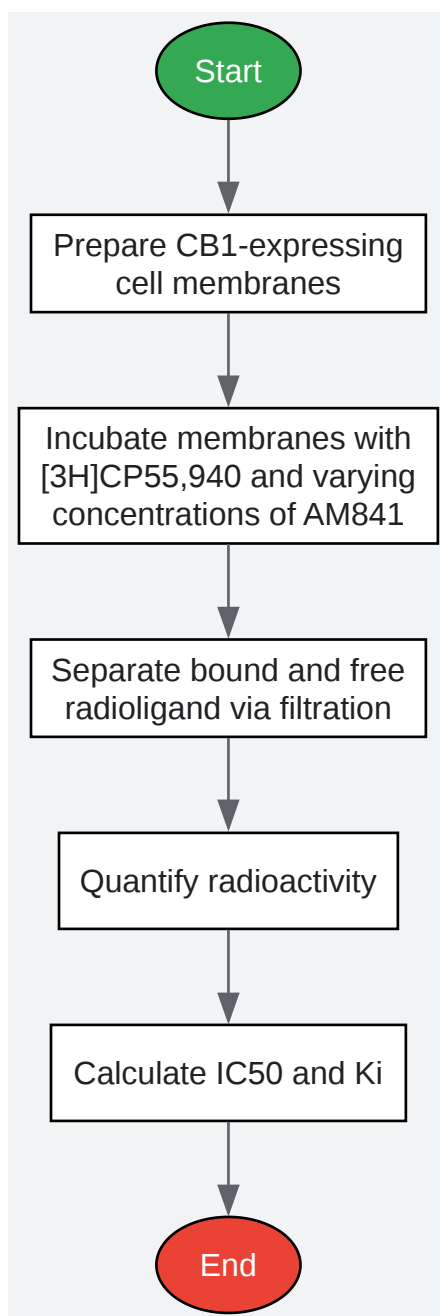 Start
Prepare CB1-expressing
cell membranes
Incubate membranes with
[3H]CP55,940 and varying
concentrations of AM841
Separate bound and free
radioligand via filtration
Quantify radioactivity
Calculate IC50 and Ki
End